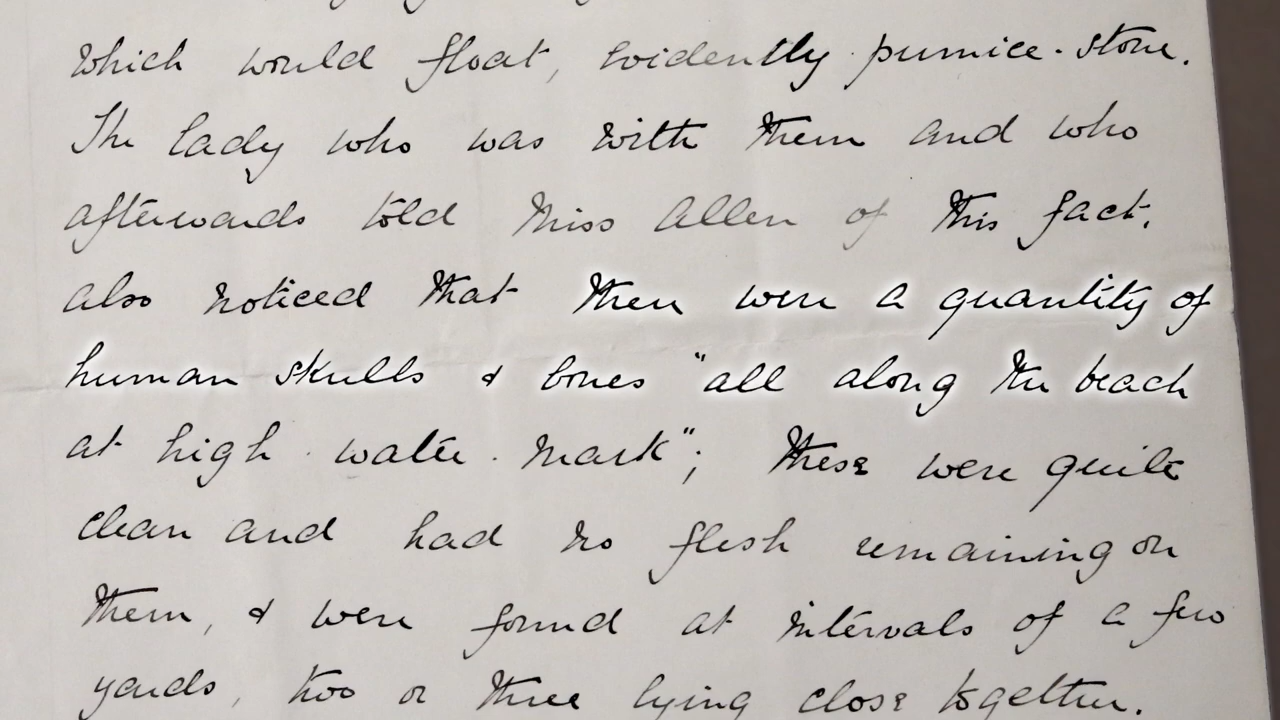 which would float, evidently pumice-stone.
The lady who was with them and who
afterwards told Miss Allen of this fact,
also noticed that there were a quantity of
human skulls & bones "all along the beach
at high water mark"; these were quite
clean and had no flesh remaining on
them, & were found at intervals of a few
yards, two or three lying close together.